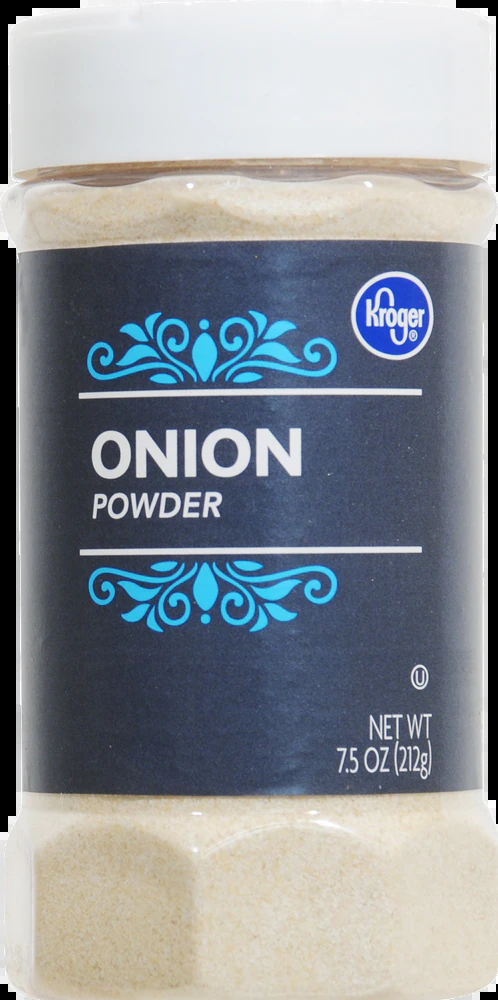 Kroger®
ONION
POWDER
U
NET WT
7.5 OZ (212g)